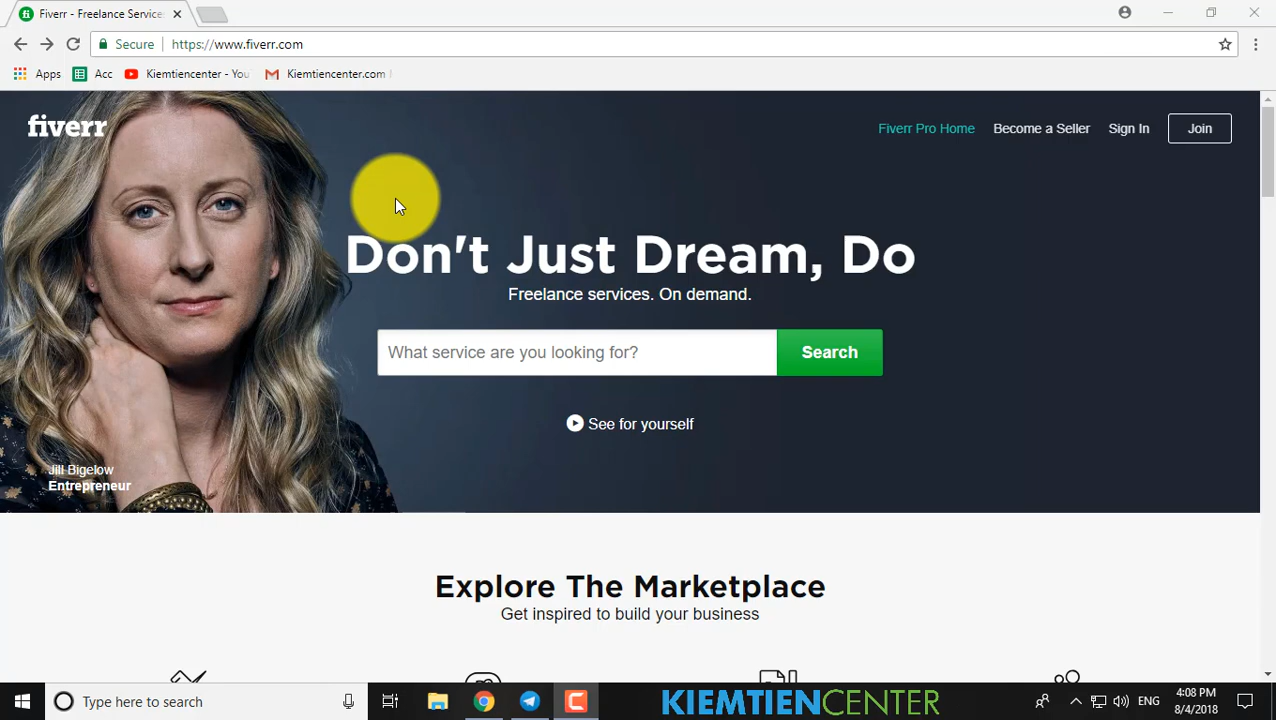 Fiverr - Freelance Service
Secure https://www.fiverr.com
Apps Acc Kiemtiencenter - You Kiemtiencenter.com
fiverr
Fiverr Pro Home Become a Seller Sign In Join
Don't Just Dream, Do
Freelance services. On demand.
What service are you looking for? Search
See for yourself
Jill Bigelow
Entrepreneur
Explore The Marketplace
Get inspired to build your business
Type here to search
KIEMTIENCENTER
ENG
4:08 PM
8/4/2018